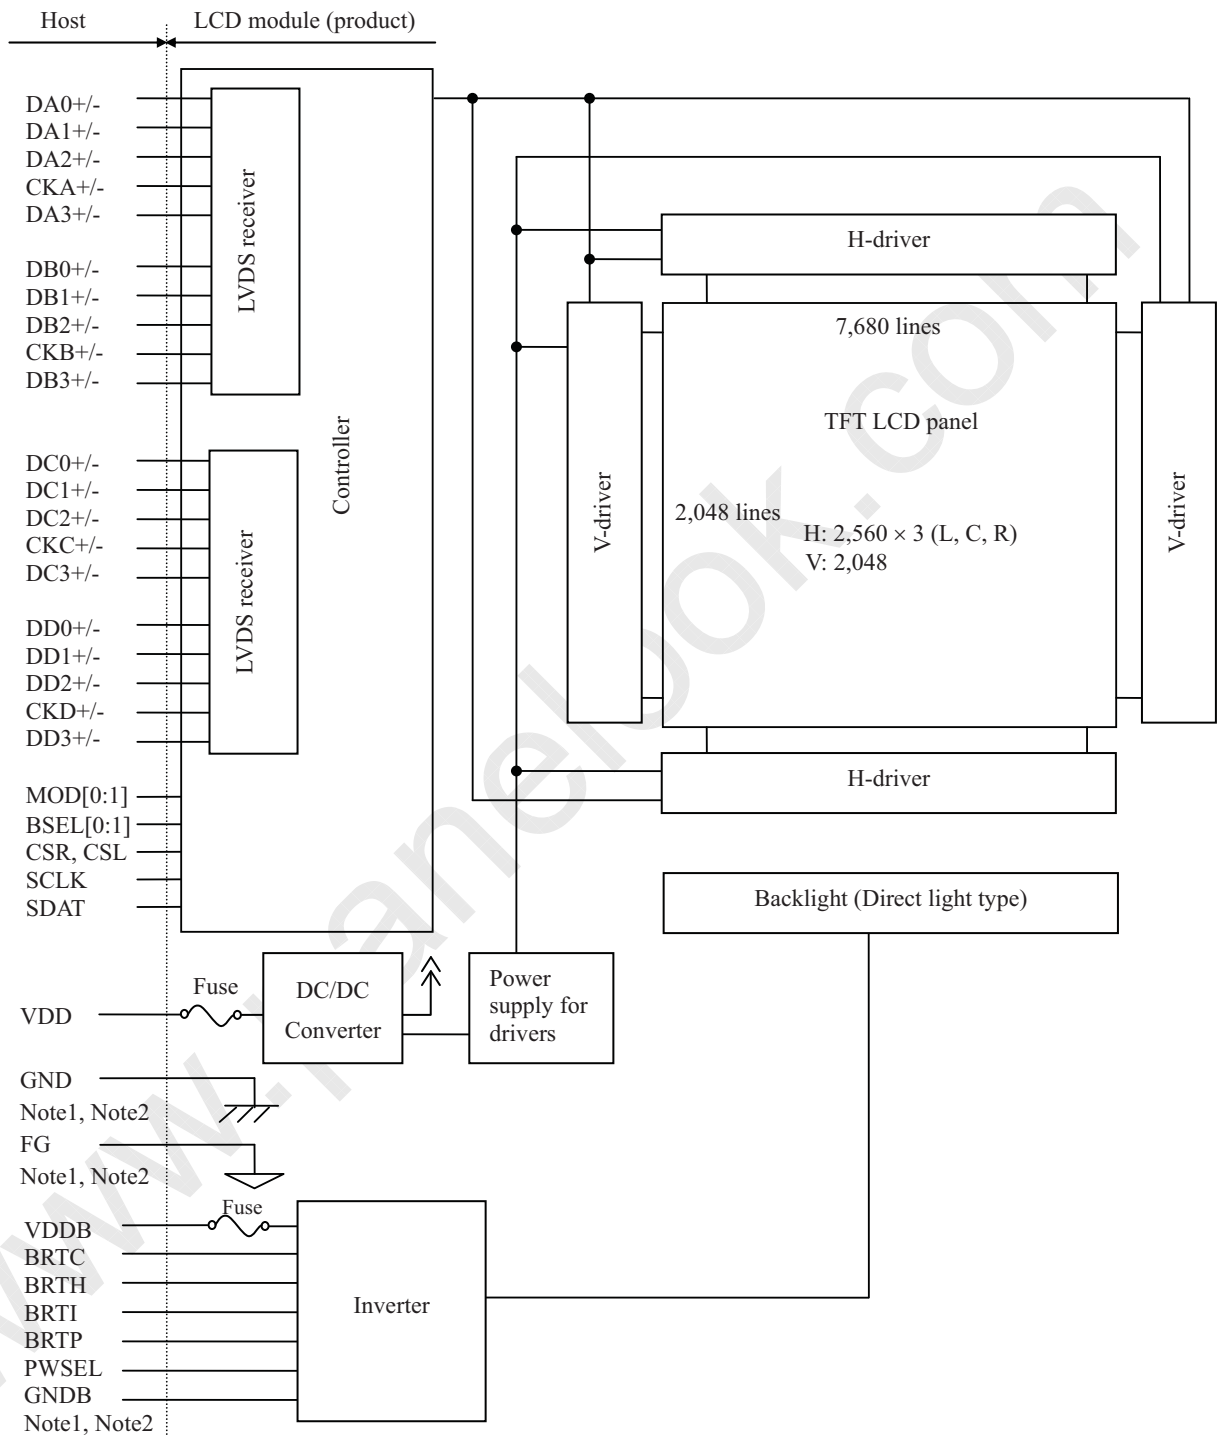 Host
LCD module (product)
DA0+/-
DA1+/-
DA2+/-
CKA+/-
DA3+/-
DB0+/-
DB1+/-
DB2+/-
CKB+/-
DB3+/-
LVDS receiver
DC0+/-
DC1+/-
DC2+/-
CKC+/-
DC3+/-
DD0+/-
DD1+/-
DD2+/-
CKD+/-
DD3+/-
LVDS receiver
Controller
MOD[0:1]
BSEL[0:1]
CSR, CSL
SCLK
SDAT
H-driver
V-driver
7,680 lines
TFT LCD panel
2,048 lines
H: 2,560 × 3 (L, C, R)
V: 2,048
V-driver
H-driver
Backlight (Direct light type)
VDD
Fuse
DC/DC
Converter
Power
supply for
drivers
GND
Note1, Note2
FG
Note1, Note2
VDDB
Fuse
BRTC
BRTH
BRTI
BRTP
PWSEL
GNDB
Note1, Note2
Inverter
www.panelook.com